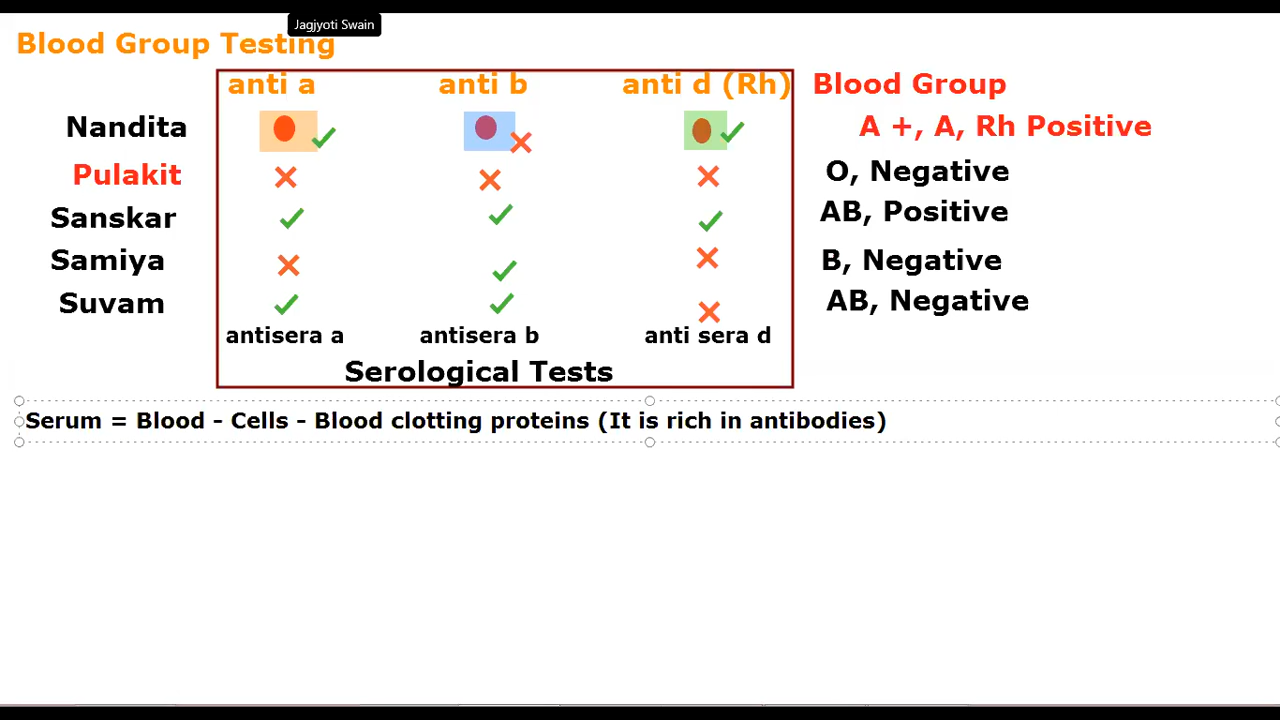 Jagjyoti Swain
Blood Group Testing
anti a anti b anti d (Rh) Blood Group
Nandita A +, A, Rh Positive
Pulakit O, Negative
Sanskar AB, Positive
Samiya B, Negative
Suvam AB, Negative
antisera a antisera b anti sera d
Serological Tests
Serum = Blood - Cells - Blood clotting proteins (It is rich in antibodies)